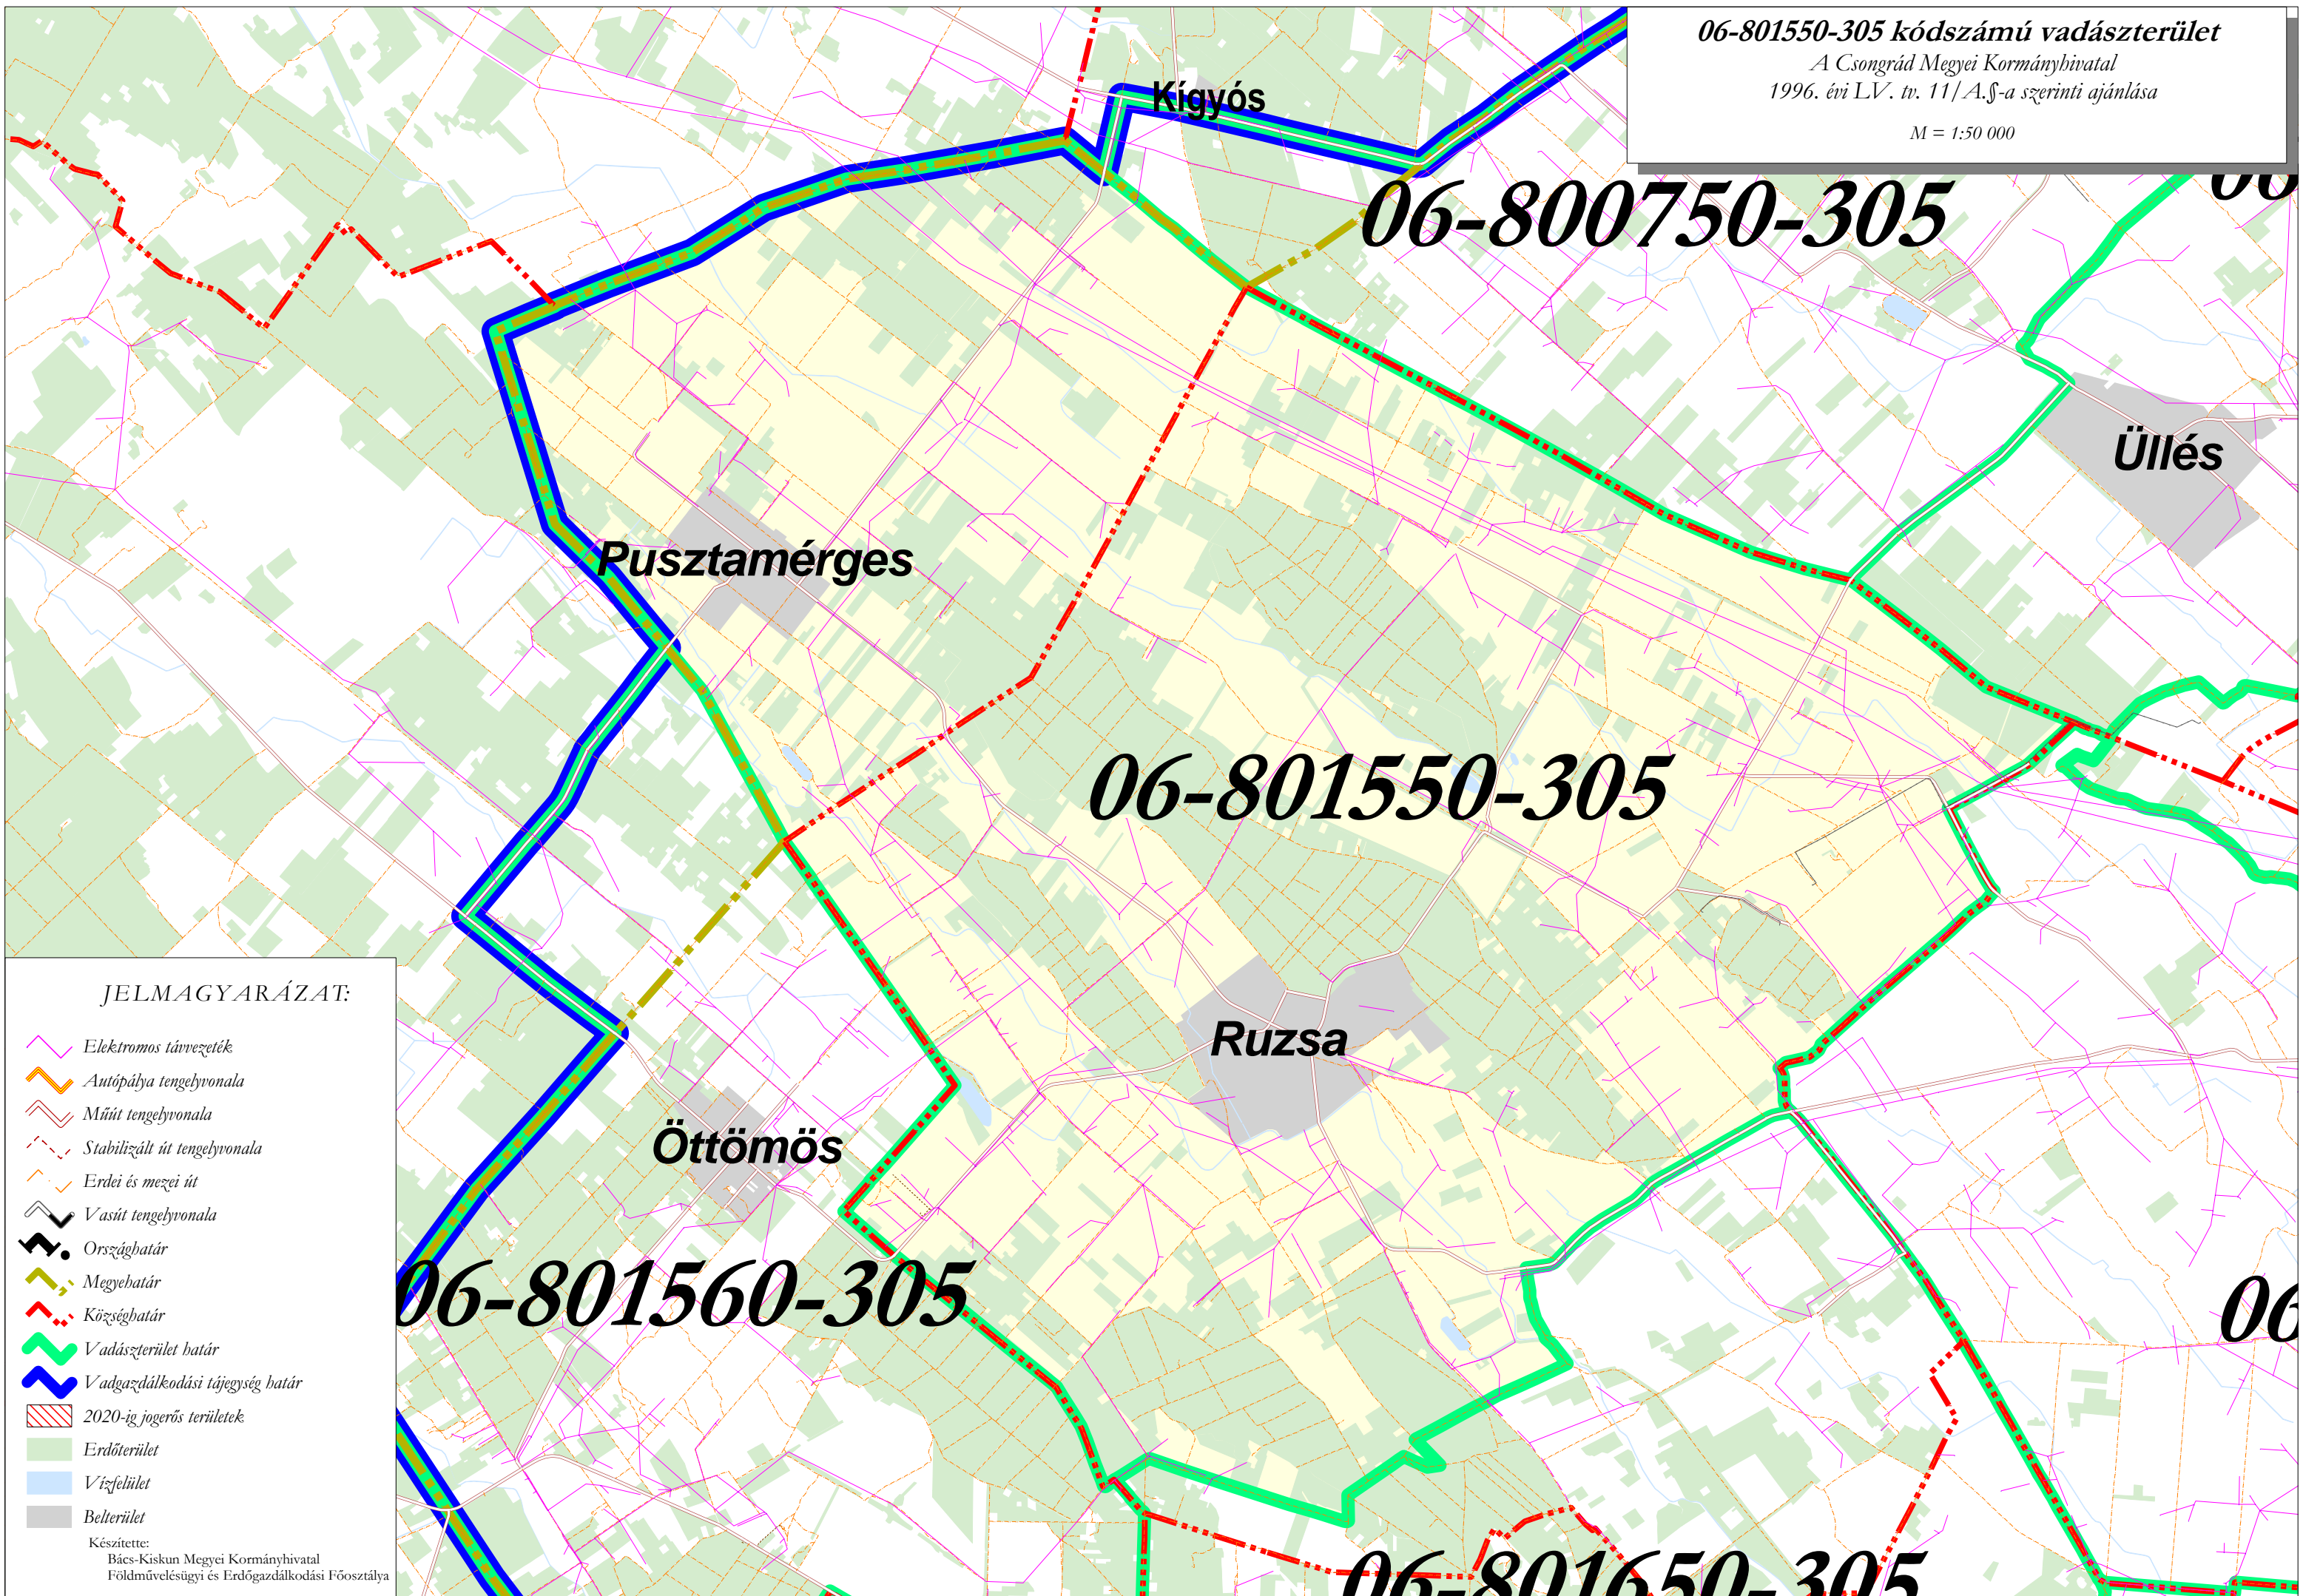 06-801550-305 kódszámú vadászterület
A Csongrád Megyei Kormányhivatal
1996. évi LV. tv. 11/A.§-a szerinti ajánlása
M = 1:50 000
Kígyós
06-800750-305
06
Üllés
Pusztamérges
06-801550-305
Ruzsa
Öttömös
06-801560-305
06
06-801650-305
JELMAGYARÁZAT:
Elektromos távvezeték
Autópálya tengelyvonala
Műút tengelyvonala
Stabilizált út tengelyvonala
Erdei és mezei út
Vasút tengelyvonala
Országhatár
Megyehatár
Községhatár
Vadászterület határ
Vadgazdálkodási tájegység határ
2020-ig jogerős területek
Erdőterület
Vízfelület
Belterület
Készítette:
Bács-Kiskun Megyei Kormányhivatal
Földművelésügyi és Erdőgazdálkodási Főosztálya